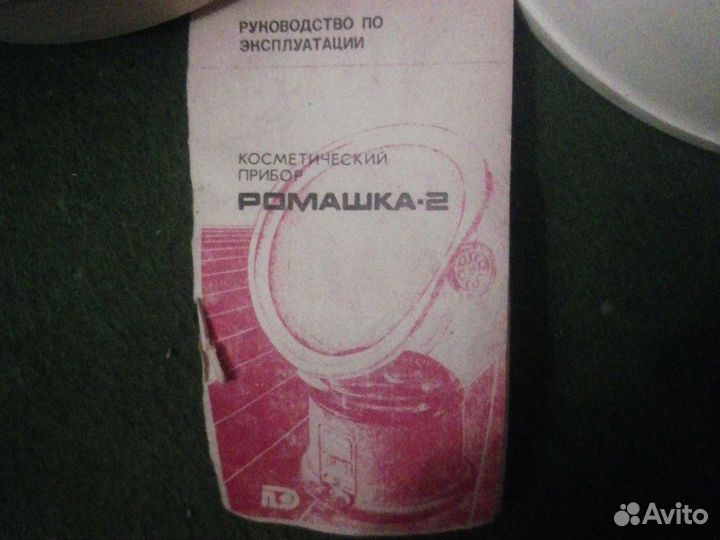 РУКОВОДСТВО ПО
ЭКСПЛУАТАЦИИ
КОСМЕТИЧЕСКИЙ
ПРИБОР
РОМАШКА-2
Avito